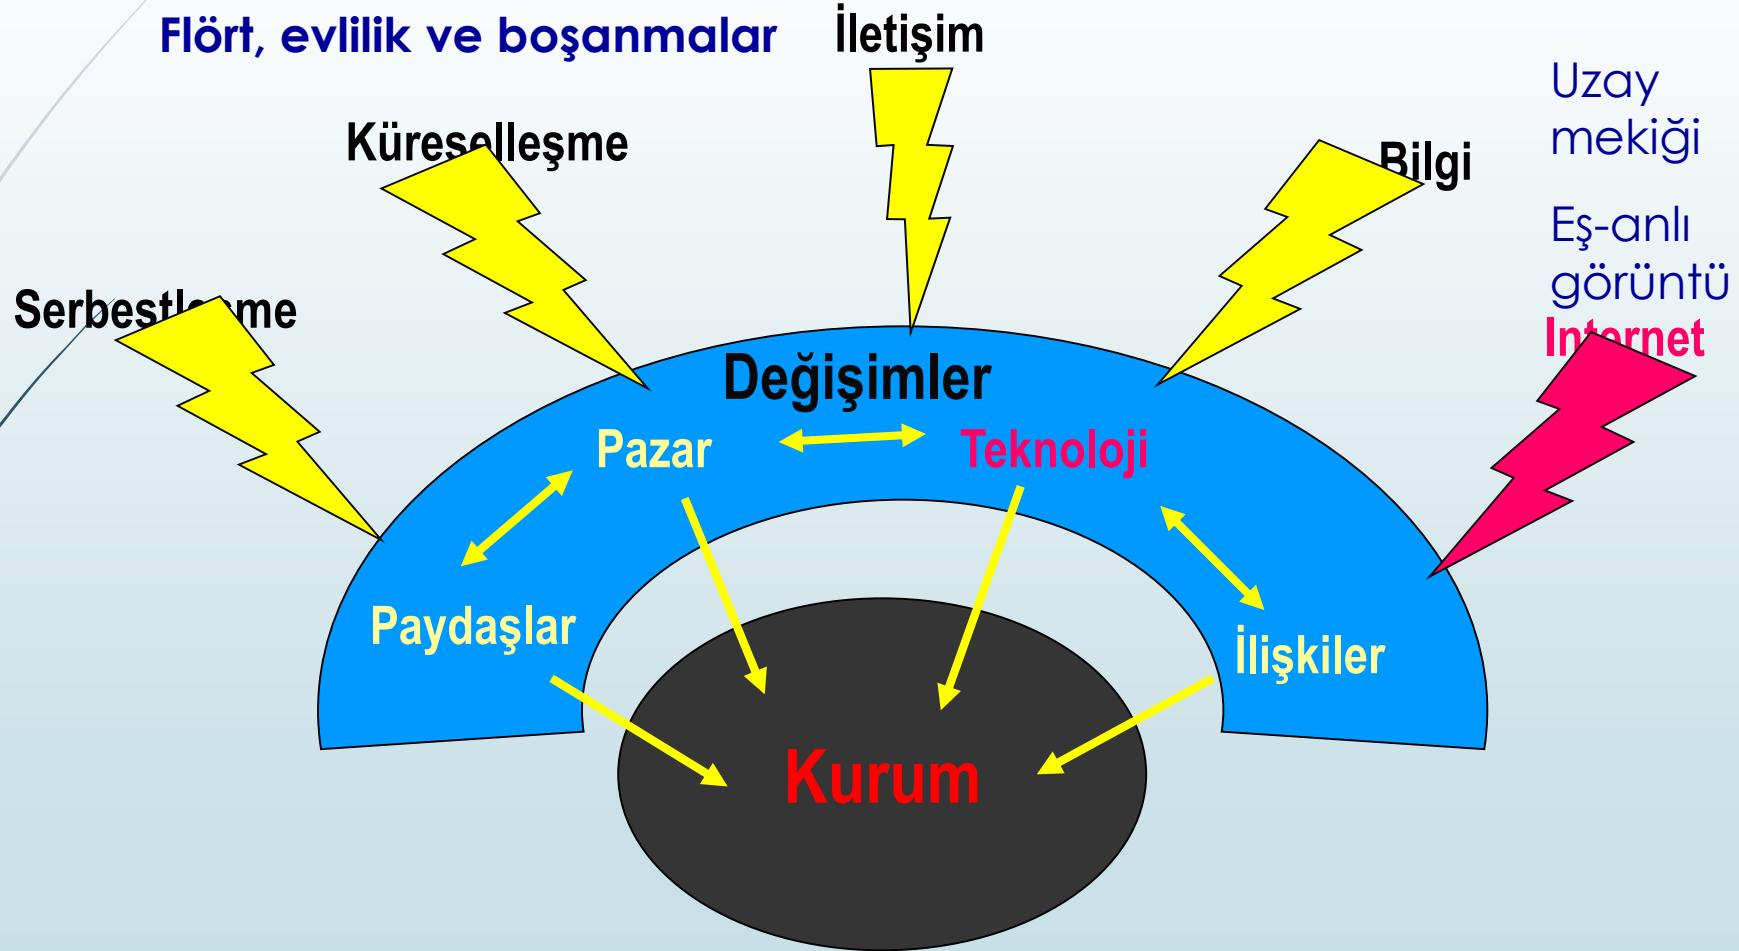 Flört, evlilik ve boşanmalar
İletişim
Uzay
mekiği
Küreselleşme
Bilgi
Eş-anlı
görüntü
Serbestleşme
Internet
Değişimler
Pazar
Teknoloji
Paydaşlar
İlişkiler
Kurum